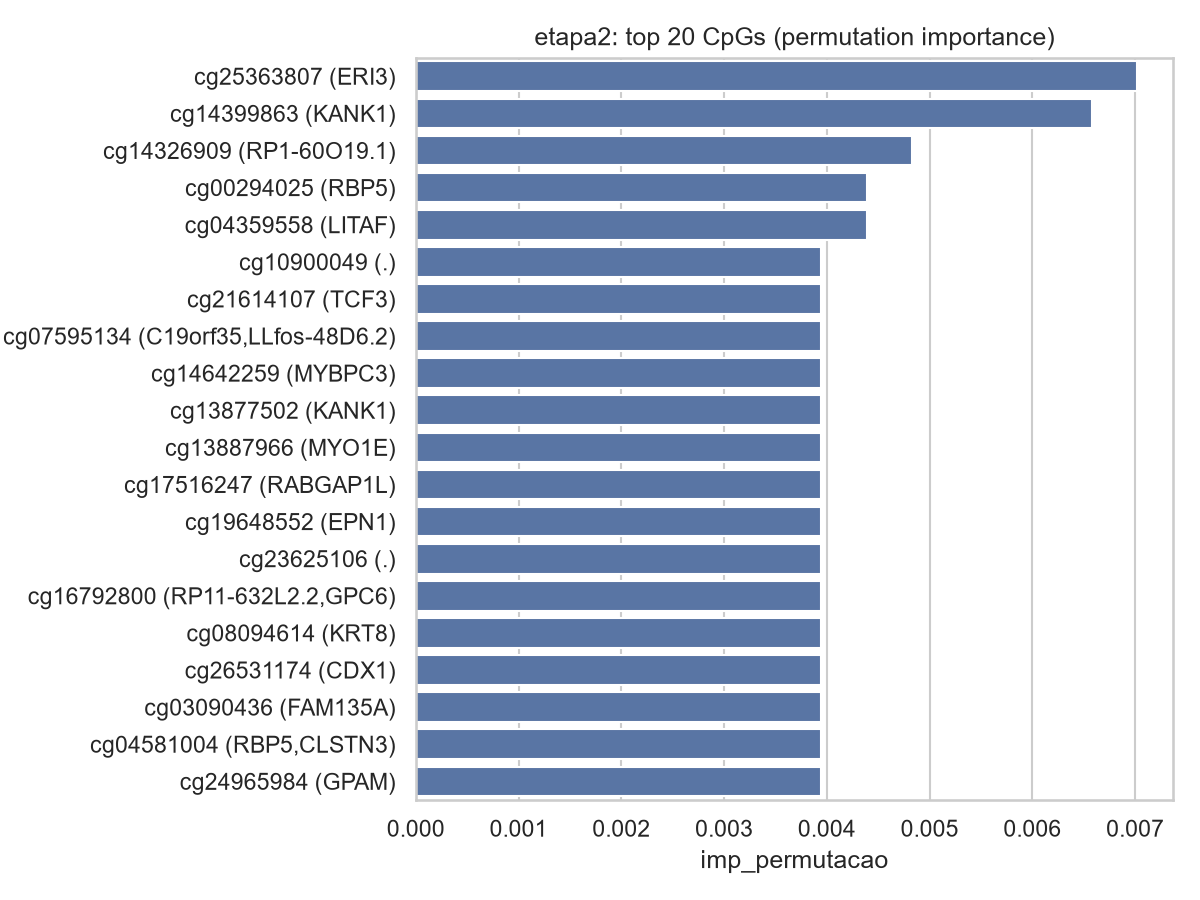 etapa2: top 20 CpGs (permutation importance)
cg25363807 (ERI3)
cg14399863 (KANK1)
cg14326909 (RP1-60O19.1)
cg00294025 (RBP5)
cg04359558 (LITAF)
cg10900049 (.)
cg21614107 (TCF3)
cg07595134 (C19orf35,LLfos-48D6.2)
cg14642259 (MYBPC3)
cg13877502 (KANK1)
cg13887966 (MYO1E)
cg17516247 (RABGAP1L)
cg19648552 (EPN1)
cg23625106 (.)
cg16792800 (RP11-632L2.2,GPC6)
cg08094614 (KRT8)
cg26531174 (CDX1)
cg03090436 (FAM135A)
cg04581004 (RBP5,CLSTN3)
cg24965984 (GPAM)
0.000 0.001 0.002 0.003 0.004 0.005 0.006 0.007
imp_permutacao